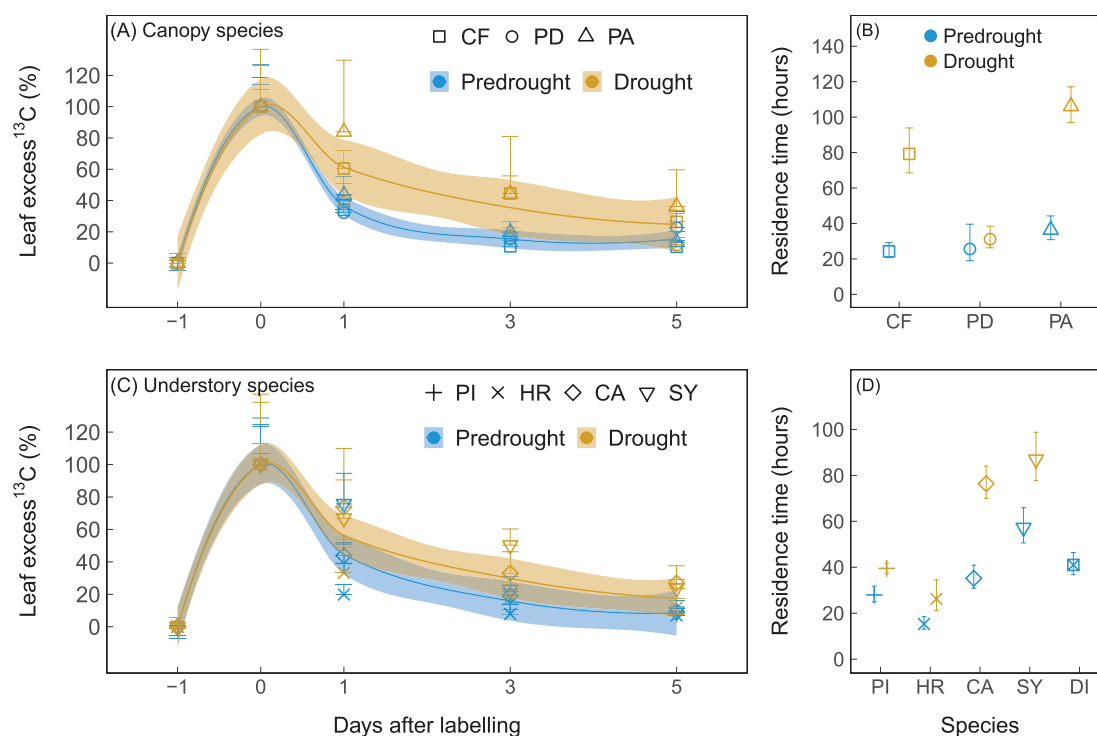 (A) Canopy species
CF PD PA
Predrought Drought
Leaf excess¹³C (%)
120
100
80
60
40
20
0
−1 0 1 3 5
(B)
Predrought
Drought
Residence time (hours)
140
120
100
80
60
40
20
0
CF PD PA
(C) Understory species
PI HR CA SY
Predrought Drought
Leaf excess¹³C (%)
120
100
80
60
40
20
0
−1 0 1 3 5
Days after labelling
(D)
Residence time (hours)
100
80
60
40
20
0
PI HR CA SY DI
Species